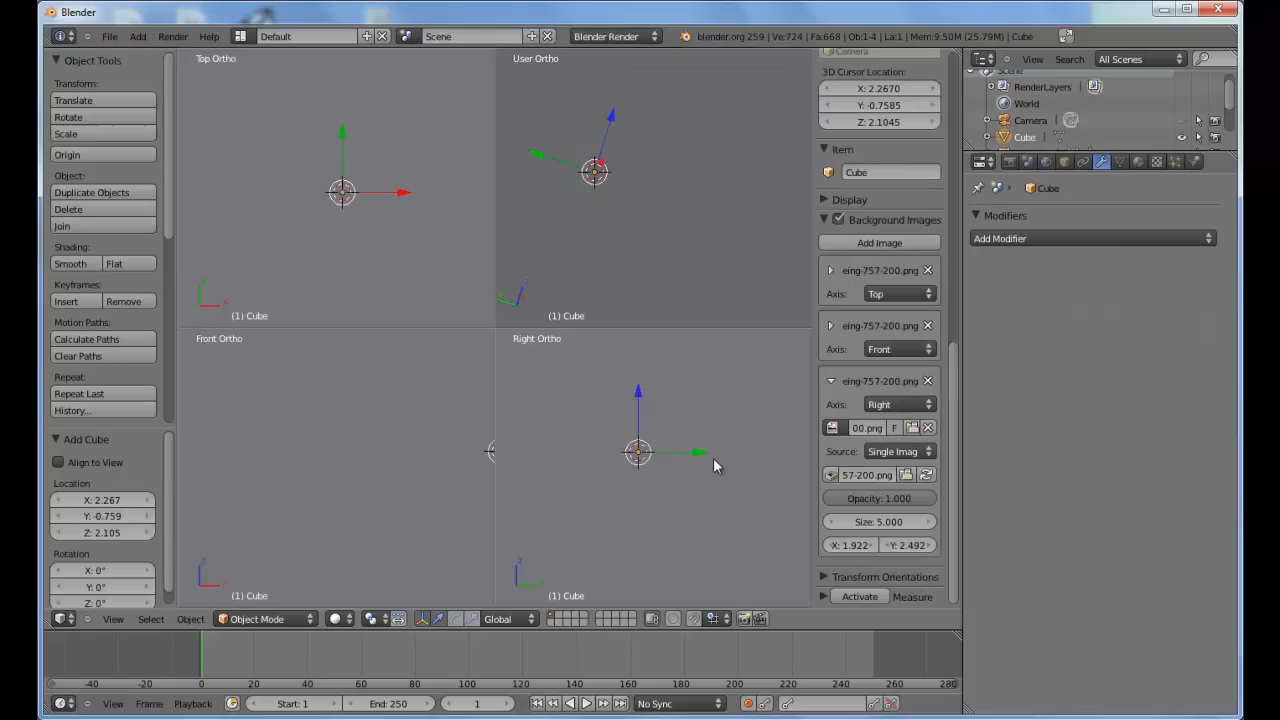 Blender
File Add Render Help Default Scene Blender Render blender.org 259 | Ve:724 | Fa:668 | Ob:1-4 | La:1 | Mem:9.50M (25.79M) | Cube
Object Tools
Transform:
Translate
Rotate
Scale
Origin
Object:
Duplicate Objects
Delete
Join
Shading:
Smooth Flat
Keyframes:
Insert Remove
Motion Paths:
Calculate Paths
Clear Paths
Repeat:
Repeat Last
History...
Add Cube
Align to View
Location
X: 2.267
Y: -0.759
Z: 2.105
Rotation
X: 0°
Y: 0°
Z: 0°
Top Ortho
(1) Cube
User Ortho
(1) Cube
Front Ortho
(1) Cube
Right Ortho
(1) Cube
Camera
3D Cursor Location:
X: 2.2670
Y: -0.7585
Z: 2.1045
Item
Cube
Display
Background Images
Add Image
eing-757-200.png
Axis: Top
eing-757-200.png
Axis: Front
eing-757-200.png
Axis: Right
00.png F
Source: Single Imag
57-200.png
Opacity: 1.000
Size: 5.000
X: 1.922 Y: 2.492
Transform Orientations
Activate Measure
View Search All Scenes
Scene
RenderLayers
World
Camera
Cube
Cube
Modifiers
Add Modifier
View Select Object Object Mode Global
-40 -20 0 20 40 60 80 100 120 140 160 180 200 220 240 260 280
View Frame Playback Start: 1 End: 250 1 No Sync